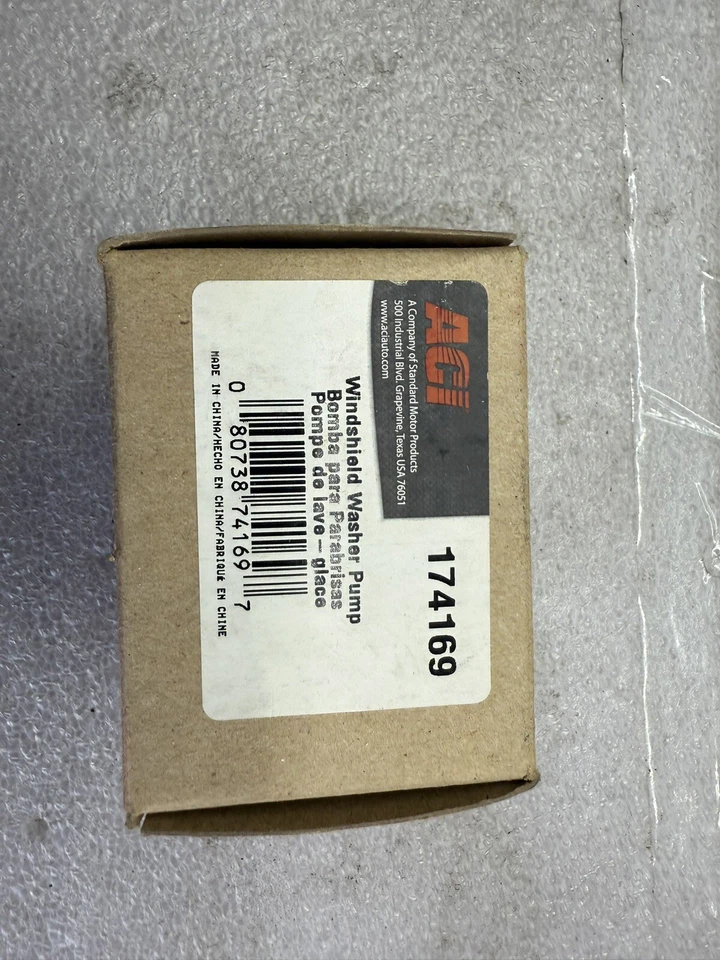 ACI
A Company of Standard Motor Products
500 Industrial Blvd. Grapevine, Texas USA 76051
www.aciauto.com
174169
Windshield Washer Pump
Bomba para Parabrisas
Pompe de lave – glace
0 80738 74169 7
MADE IN CHINA/HECHO EN CHINA/FABRIQUé EN CHINE